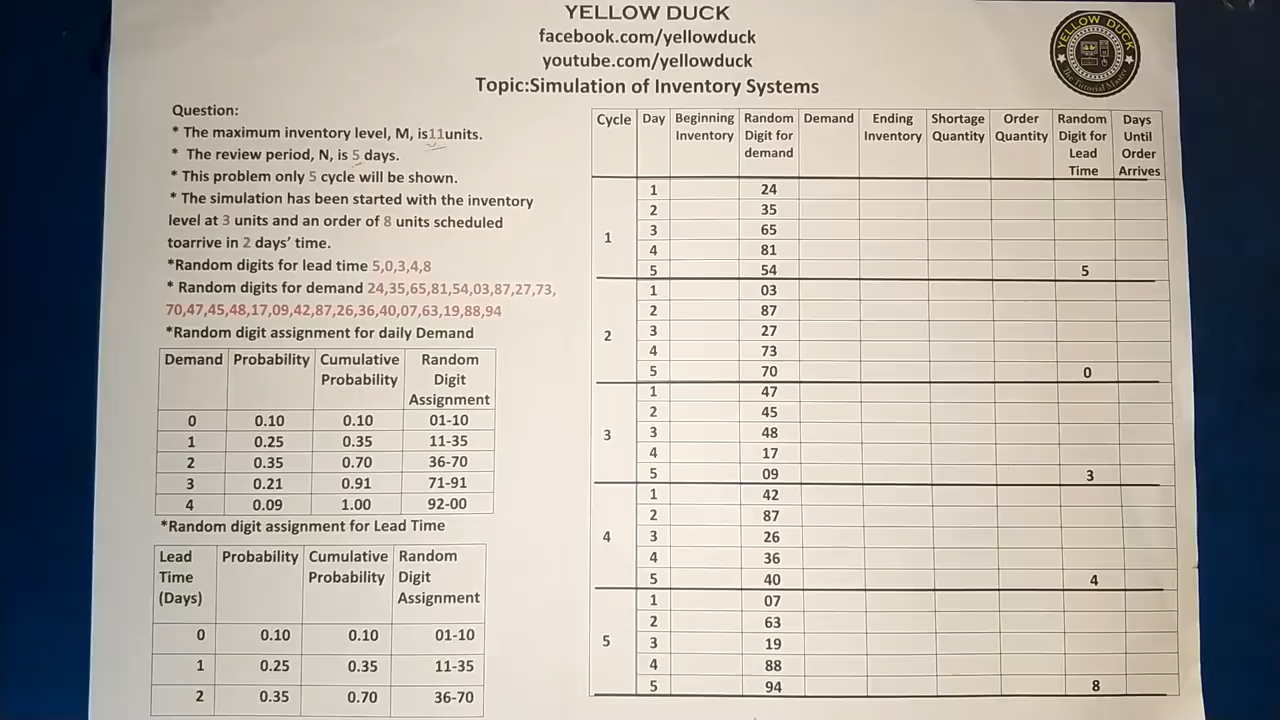 YELLOW DUCK
facebook.com/yellowduck
youtube.com/yellowduck
Topic:Simulation of Inventory Systems
YELLOW DUCK
The Tutorial Master
Question:
* The maximum inventory level, M, is11units.
* The review period, N, is 5 days.
* This problem only 5 cycle will be shown.
* The simulation has been started with the inventory
level at 3 units and an order of 8 units scheduled
toarrive in 2 days’ time.
*Random digits for lead time 5,0,3,4,8
* Random digits for demand 24,35,65,81,54,03,87,27,73,
70,47,45,48,17,09,42,87,26,36,40,07,63,19,88,94
*Random digit assignment for daily Demand
Demand Probability Cumulative Probability Random Digit Assignment
0 0.10 0.10 01-10
1 0.25 0.35 11-35
2 0.35 0.70 36-70
3 0.21 0.91 71-91
4 0.09 1.00 92-00
*Random digit assignment for Lead Time
Lead Time (Days) Probability Cumulative Probability Random Digit Assignment
0 0.10 0.10 01-10
1 0.25 0.35 11-35
2 0.35 0.70 36-70
Cycle Day Beginning Inventory Random Digit for demand Demand Ending Inventory Shortage Quantity Order Quantity Random Digit for Lead Time Days Until Order Arrives
1 24
2 35
1 3 65
4 81
5 54 5
1 03
2 87
2 3 27
4 73
5 70 0
1 47
2 45
3 3 48
4 17
5 09 3
1 42
2 87
4 3 26
4 36
5 40 4
1 07
2 63
5 3 19
4 88
5 94 8